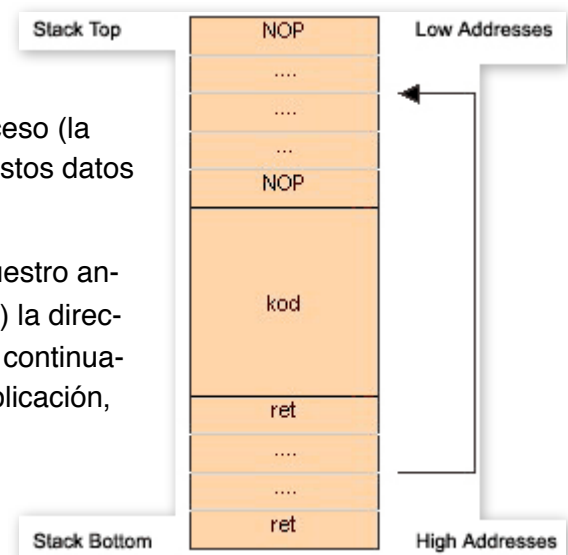 Stack Top
NOP
Low Addresses
....
....
...
NOP
kod
ret
....
....
ret
Stack Bottom
High Addresses
ceso (la
stos datos
uestro an-
) la direc-
continua-
plicación,